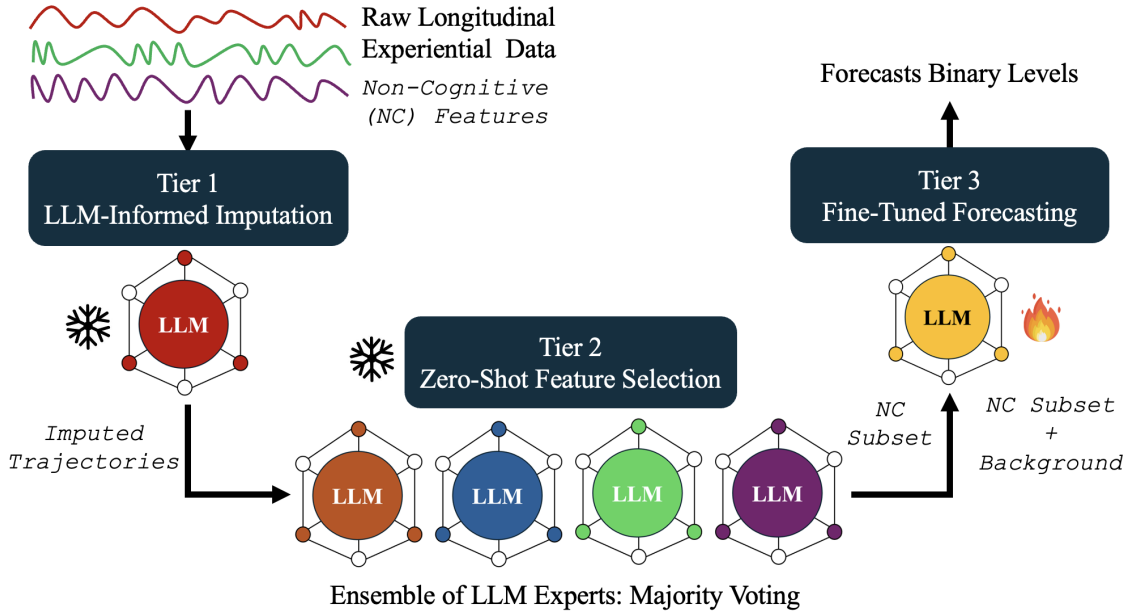 Raw Longitudinal
Experiential Data
Non-Cognitive
(NC) Features
Tier 1
LLM-Informed Imputation
LLM
Imputed
Trajectories
Tier 2
Zero-Shot Feature Selection
LLM
LLM
LLM
LLM
Ensemble of LLM Experts: Majority Voting
NC
Subset
NC Subset
+
Background
LLM
Tier 3
Fine-Tuned Forecasting
Forecasts Binary Levels